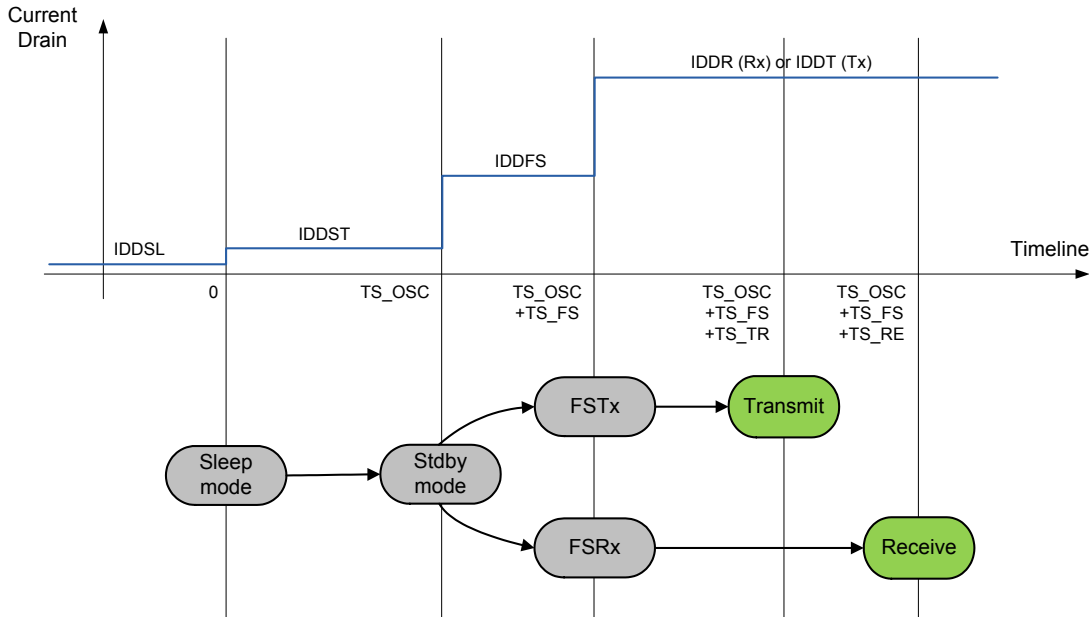 Current
Drain
IDDR (Rx) or IDDT (Tx)
IDDFS
IDDST
IDDSL
Timeline
0
TS_OSC
TS_OSC
+TS_FS
TS_OSC
+TS_FS
+TS_TR
TS_OSC
+TS_FS
+TS_RE
FSTx
Transmit
Sleep
mode
Stdby
mode
FSRx
Receive